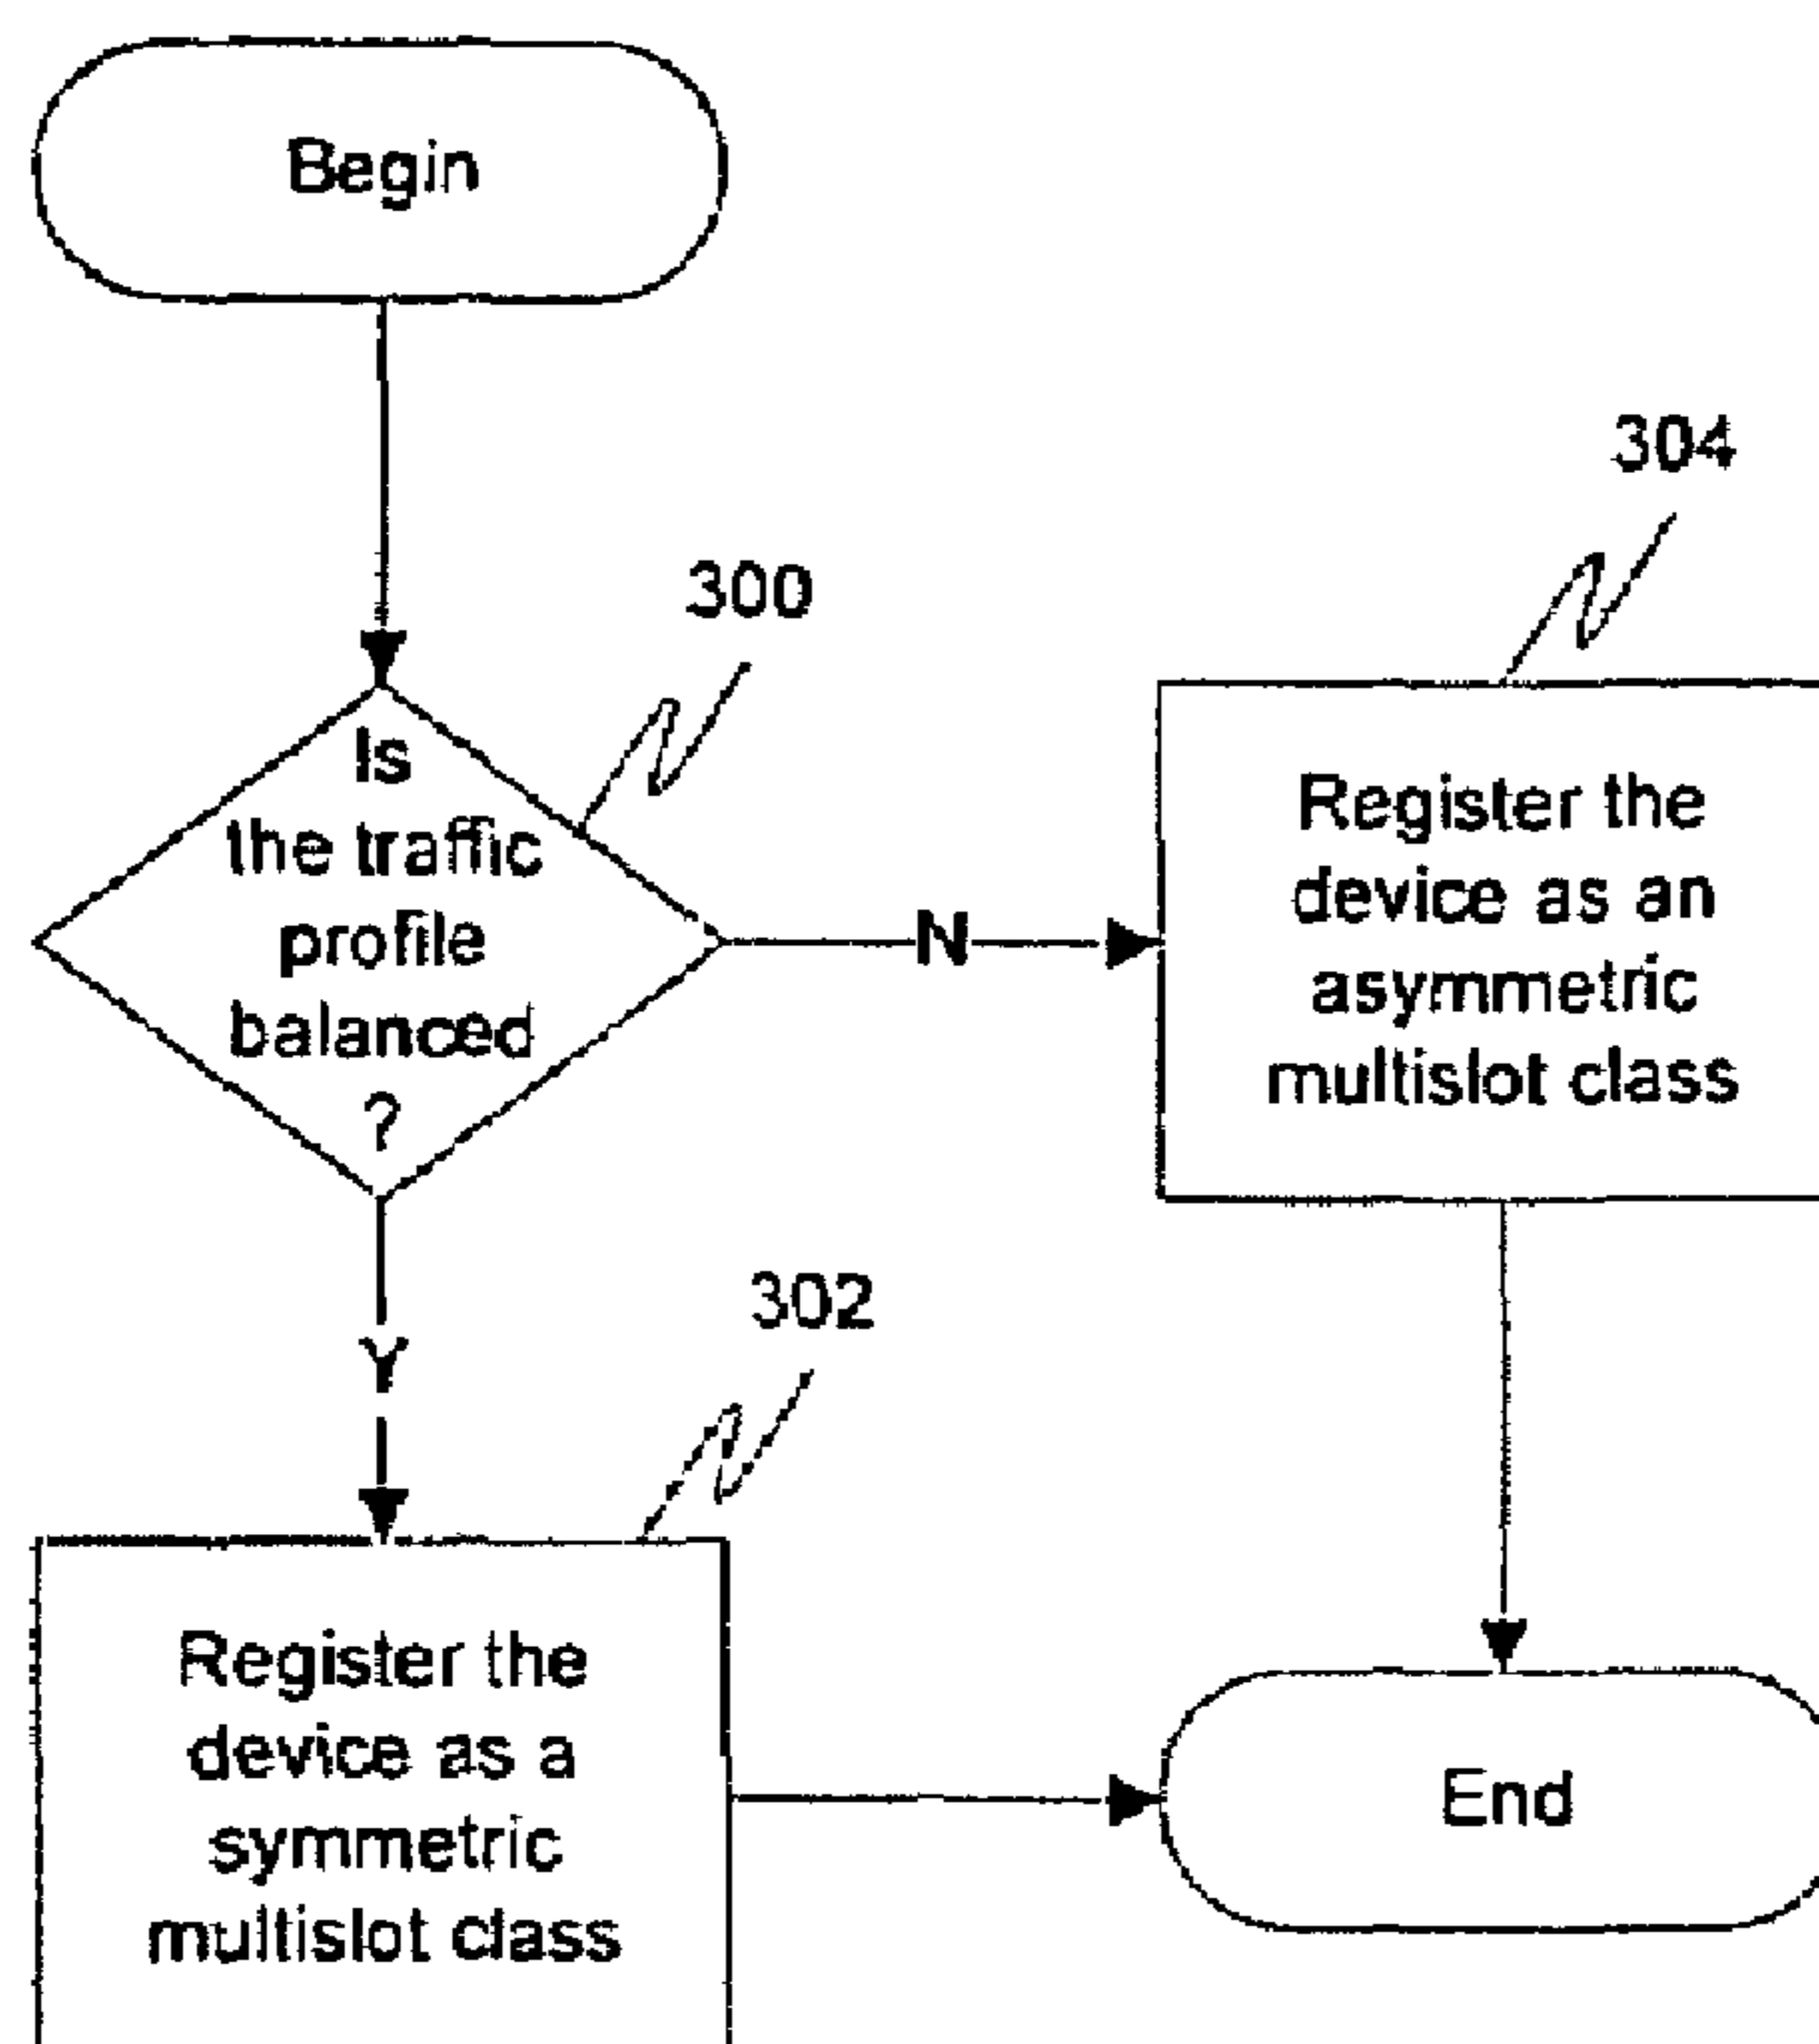 Begin
300
Is
the traffic
profile
balanced
?
N
304
Register the
device as an
asymmetric
multislot class
Y
302
Register the
device as a
symmetric
multislot class
End